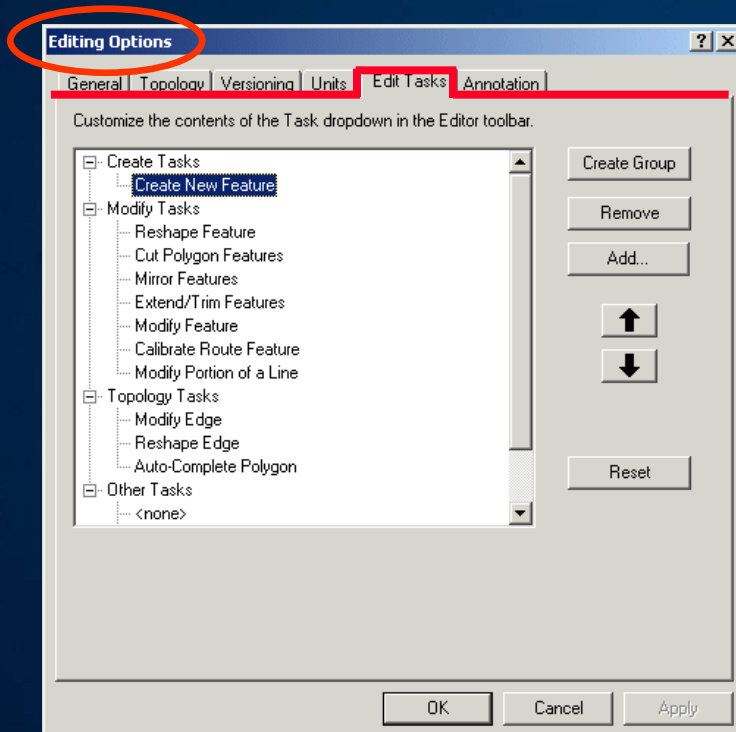 Editing Options
General Topology Versioning Units Edit Tasks Annotation
Customize the contents of the Task dropdown in the Editor toolbar.
Create Tasks
Create New Feature
Modify Tasks
Reshape Feature
Cut Polygon Features
Mirror Features
Extend/Trim Features
Modify Feature
Calibrate Route Feature
Modify Portion of a Line
Topology Tasks
Modify Edge
Reshape Edge
Auto-Complete Polygon
Other Tasks
<none>
Create Group
Remove
Add...
Reset
OK Cancel Apply